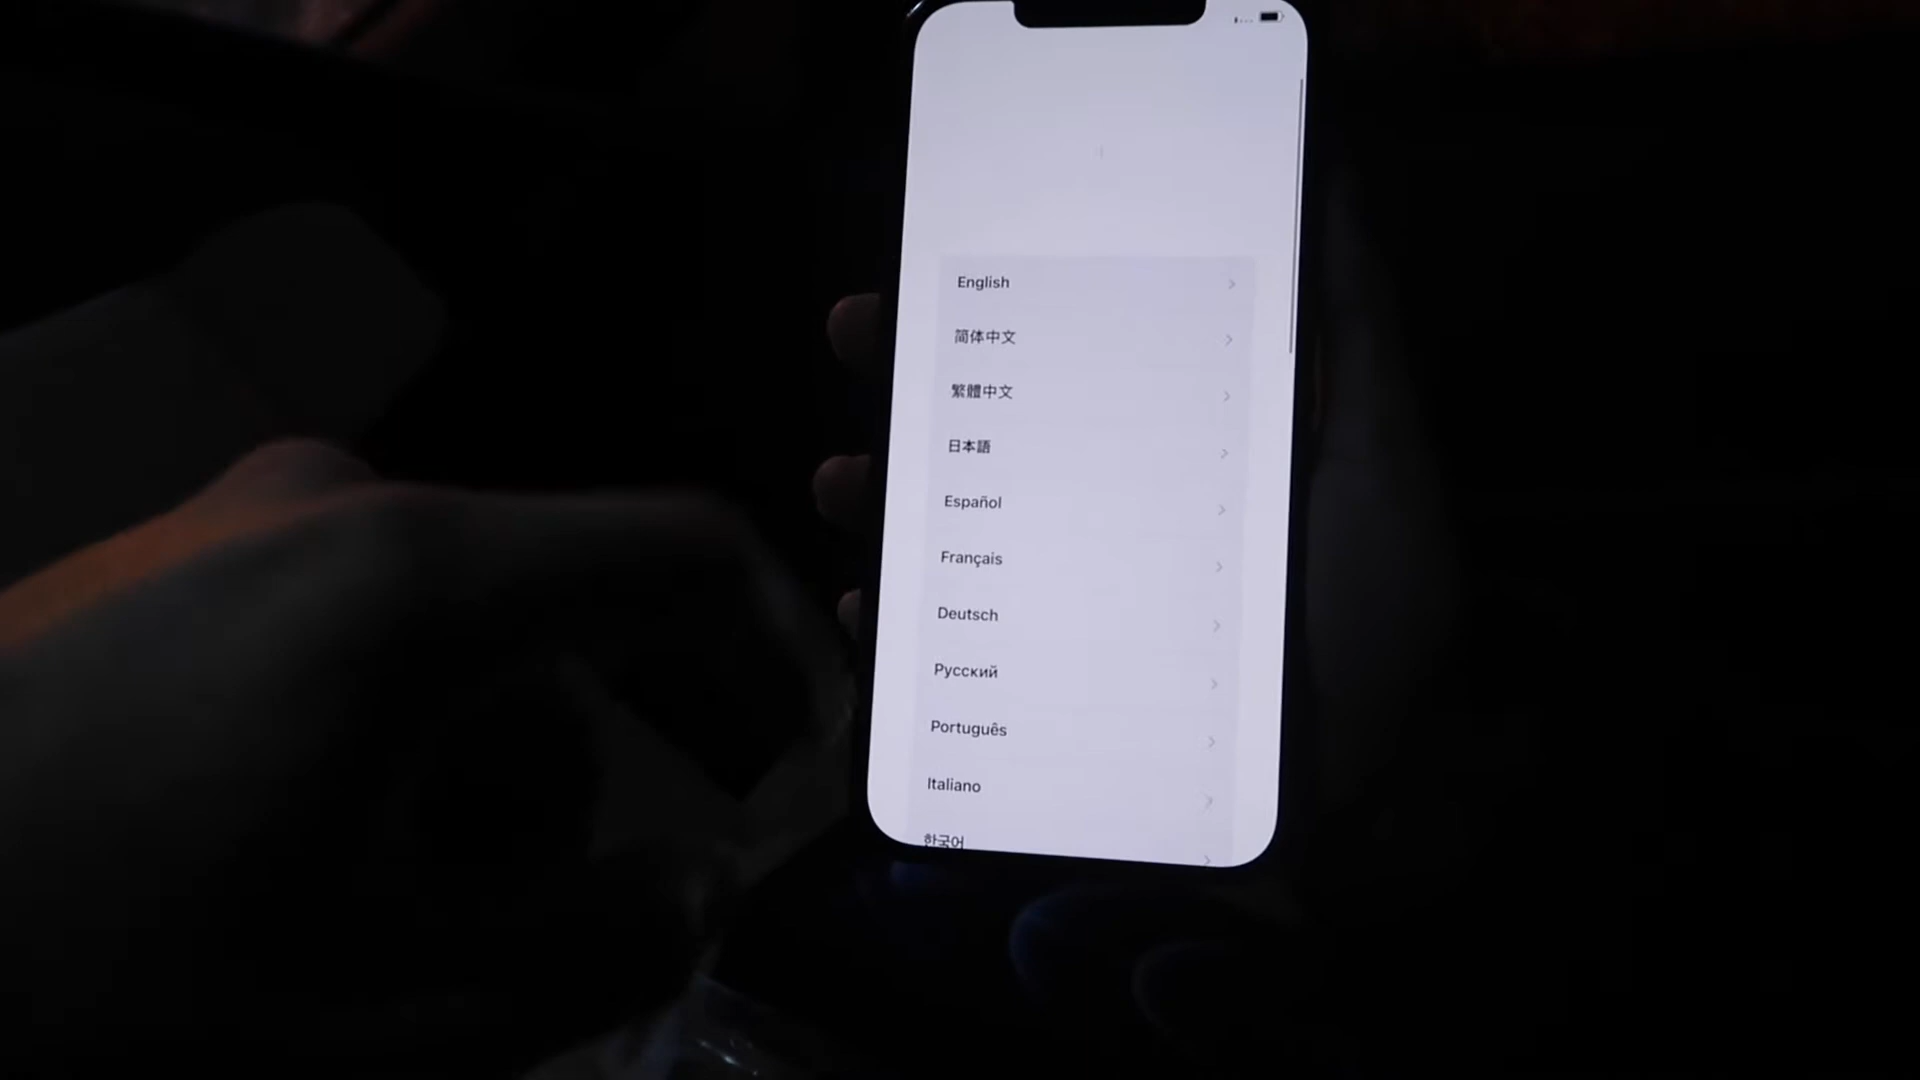 English
简体中文
繁體中文
日本語
Español
Français
Deutsch
Русский
Português
Italiano
한국어